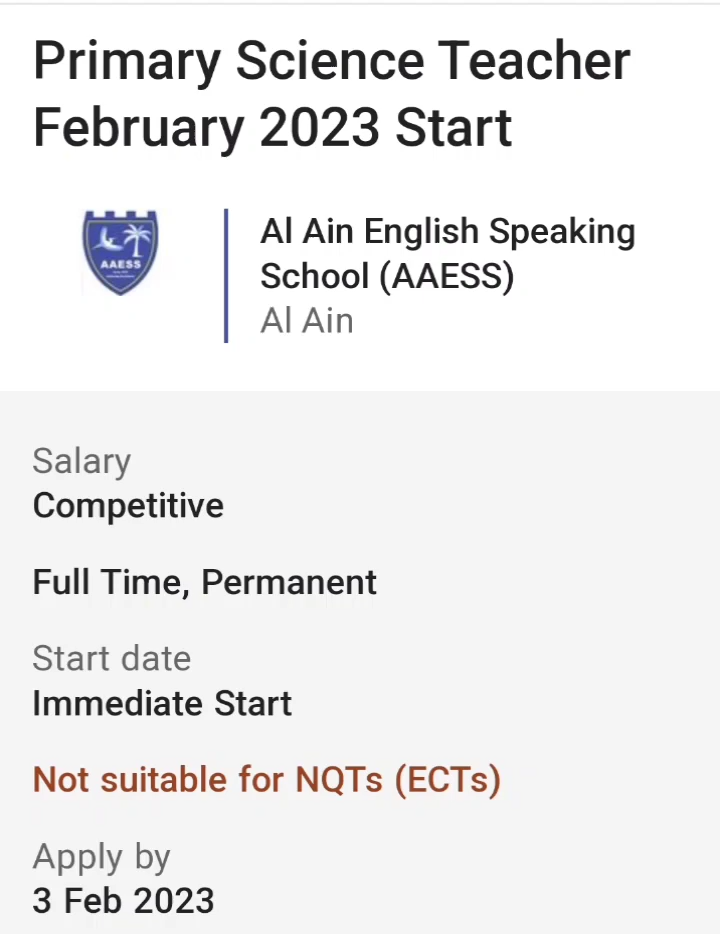 Primary Science Teacher
February 2023 Start
AAESS
Al Ain English Speaking
School (AAESS)
Al Ain
Salary
Competitive
Full Time, Permanent
Start date
Immediate Start
Not suitable for NQTs (ECTs)
Apply by
3 Feb 2023